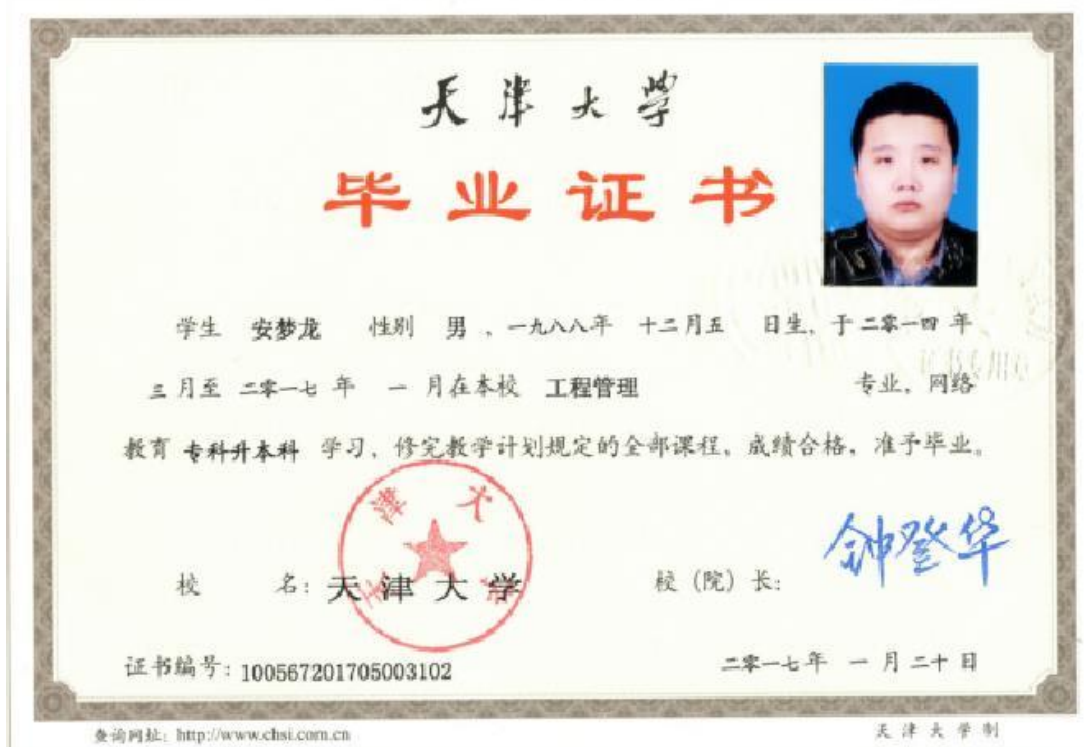 天津大学
毕业证书
学生 安梦龙 性别 男 、一九八八年 十二月五 日生、于二零一四 年
三月至 二零一七 年 一 月在本校 工程管理 专业、网络
教育 专科升本科 学习、修完教学计划规定的全部课程、成绩合格、准予毕业。
天津大学
校 名：天津大学 校（院）长：钟登华
证书编号：100567201705003102 二零一七年 一 月二十日
查询网址：http://www.chsi.com.cn 天津大学制